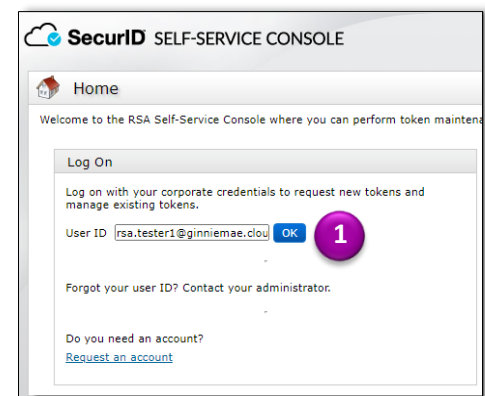 SecurID SELF-SERVICE CONSOLE
Home
Welcome to the RSA Self-Service Console where you can perform token maintena
Log On
Log on with your corporate credentials to request new tokens and
manage existing tokens.
User ID rsa.tester1@ginniemae.clou OK 1
-
Forgot your user ID? Contact your administrator.
-
Do you need an account?
Request an account